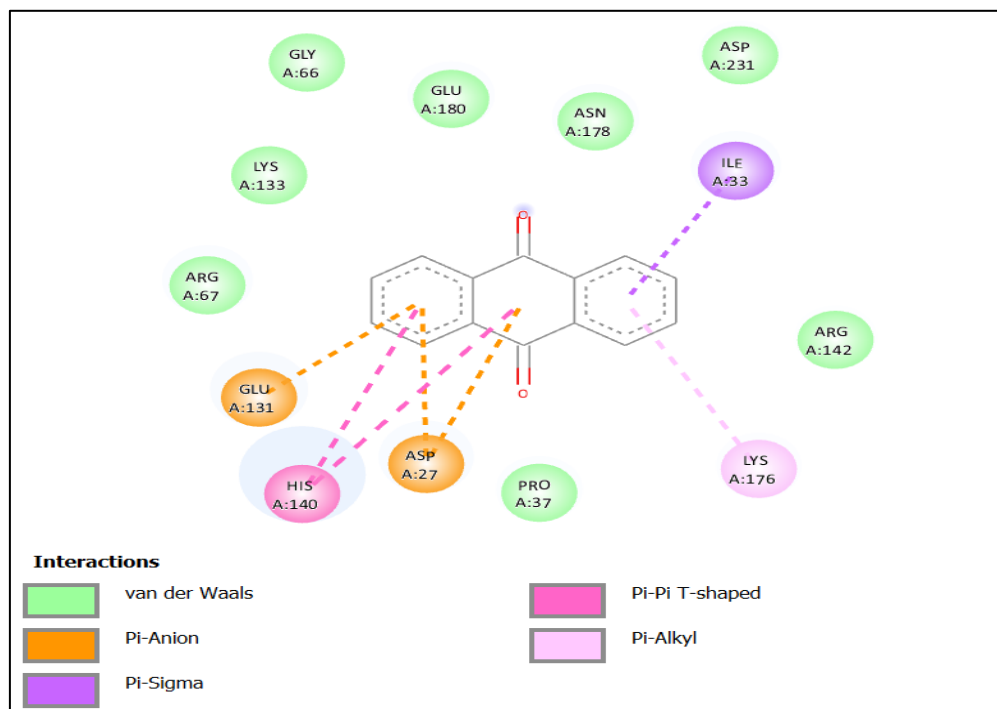 GLY
A:66
GLU
A:180
ASP
A:231
ASN
A:178
LYS
A:133
ILE
A:33
O
ARG
A:67
ARG
A:142
GLU
A:131
O
ASP
A:27
HIS
A:140
PRO
A:37
LYS
A:176
Interactions
van der Waals
Pi-Anion
Pi-Sigma
Pi-Pi T-shaped
Pi-Alkyl